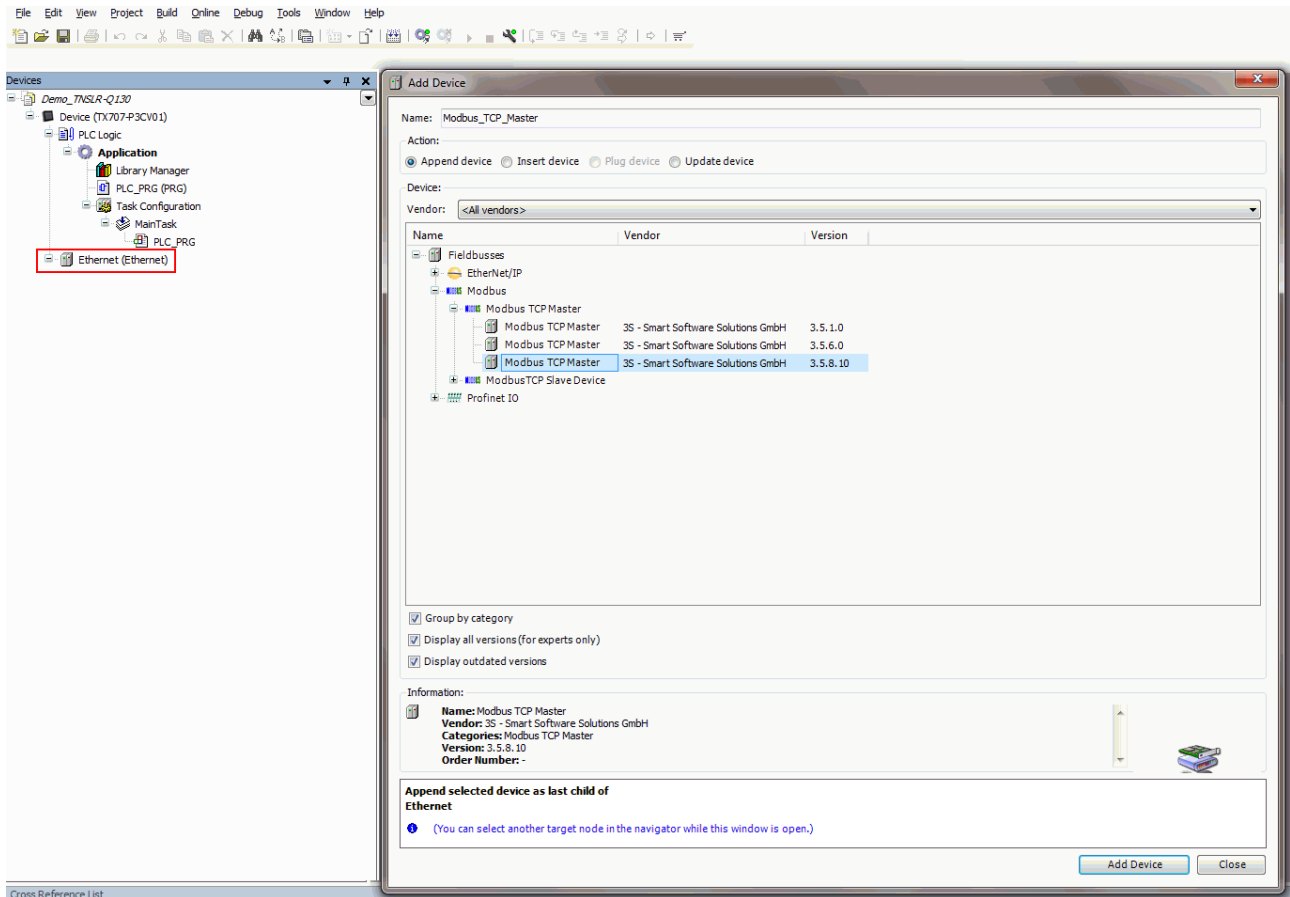 File Edit View Project Build Online Debug Tools Window Help
Devices
Demo_TNSLR-Q130
Device (TX707-P3CV01)
PLC Logic
Application
Library Manager
PLC_PRG (PRG)
Task Configuration
MainTask
PLC_PRG
Ethernet (Ethernet)
Cross Reference List
Add Device
Name: Modbus_TCP_Master
Action:
Append device Insert device Plug device Update device
Device:
Vendor: <All vendors>
Name Vendor Version
Fieldbusses
EtherNet/IP
Modbus
Modbus TCP Master
Modbus TCP Master 3S - Smart Software Solutions GmbH 3.5.1.0
Modbus TCP Master 3S - Smart Software Solutions GmbH 3.5.6.0
Modbus TCP Master 3S - Smart Software Solutions GmbH 3.5.8.10
ModbusTCP Slave Device
Profinet IO
Group by category
Display all versions (for experts only)
Display outdated versions
Information:
Name: Modbus TCP Master
Vendor: 3S - Smart Software Solutions GmbH
Categories: Modbus TCP Master
Version: 3.5.8.10
Order Number: -
Append selected device as last child of
Ethernet
(You can select another target node in the navigator while this window is open.)
Add Device Close